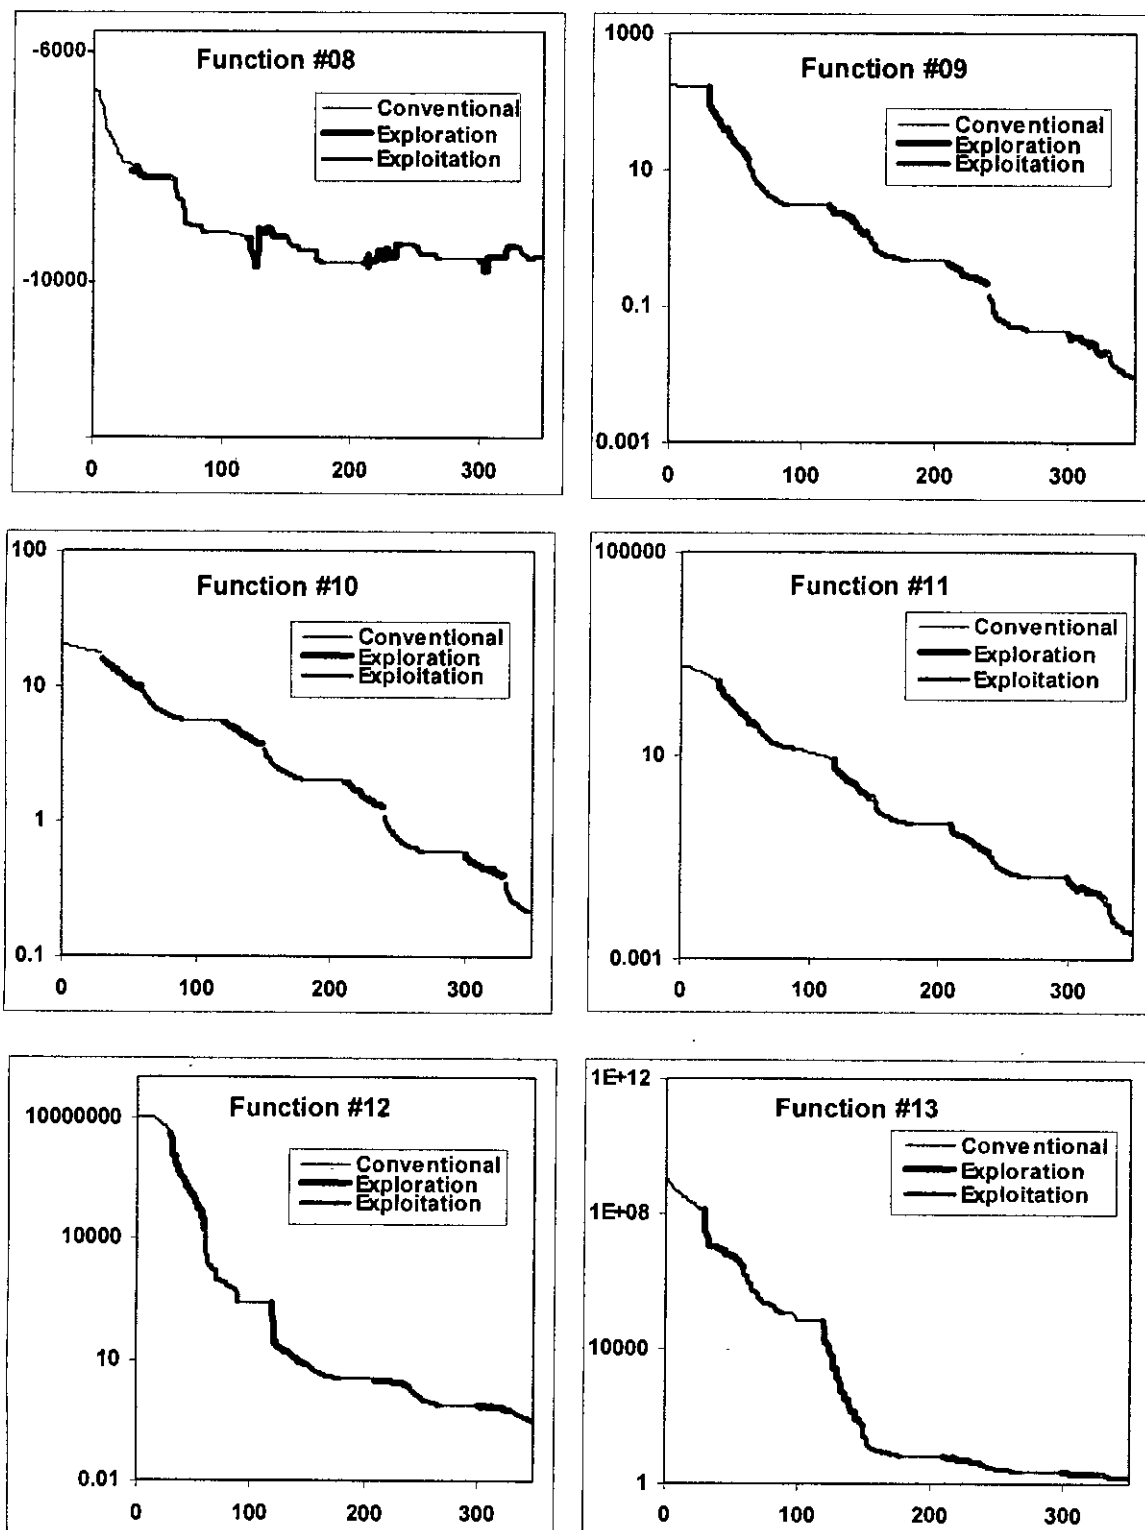 Function #08
-6000
-10000
Conventional
Exploration
Exploitation
0 100 200 300
Function #09
1000
10
0.1
0.001
Conventional
Exploration
Exploitation
0 100 200 300
Function #10
100
10
1
0.1
Conventional
Exploration
Exploitation
0 100 200 300
Function #11
100000
10
0.001
Conventional
Exploration
Exploitation
0 100 200 300
Function #12
10000000
10000
10
0.01
Conventional
Exploration
Exploitation
0 100 200 300
Function #13
1E+12
1E+08
10000
1
Conventional
Exploration
Exploitation
0 100 200 300